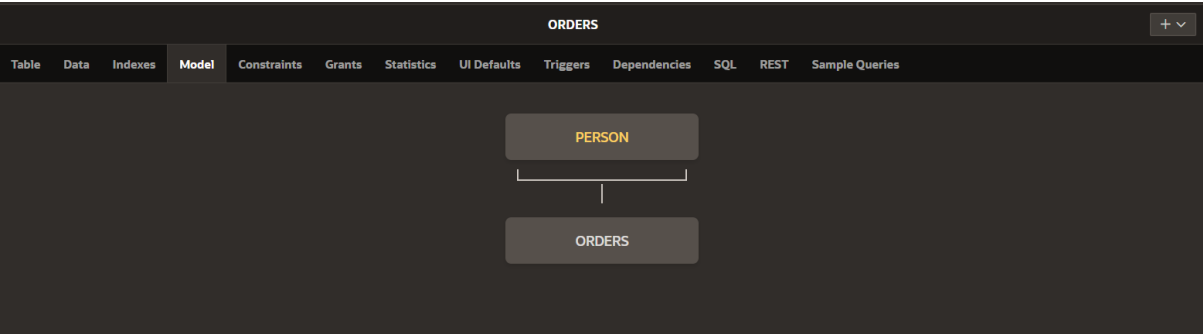 ORDERS
Table Data Indexes Model Constraints Grants Statistics UI Defaults Triggers Dependencies SQL REST Sample Queries
PERSON
ORDERS